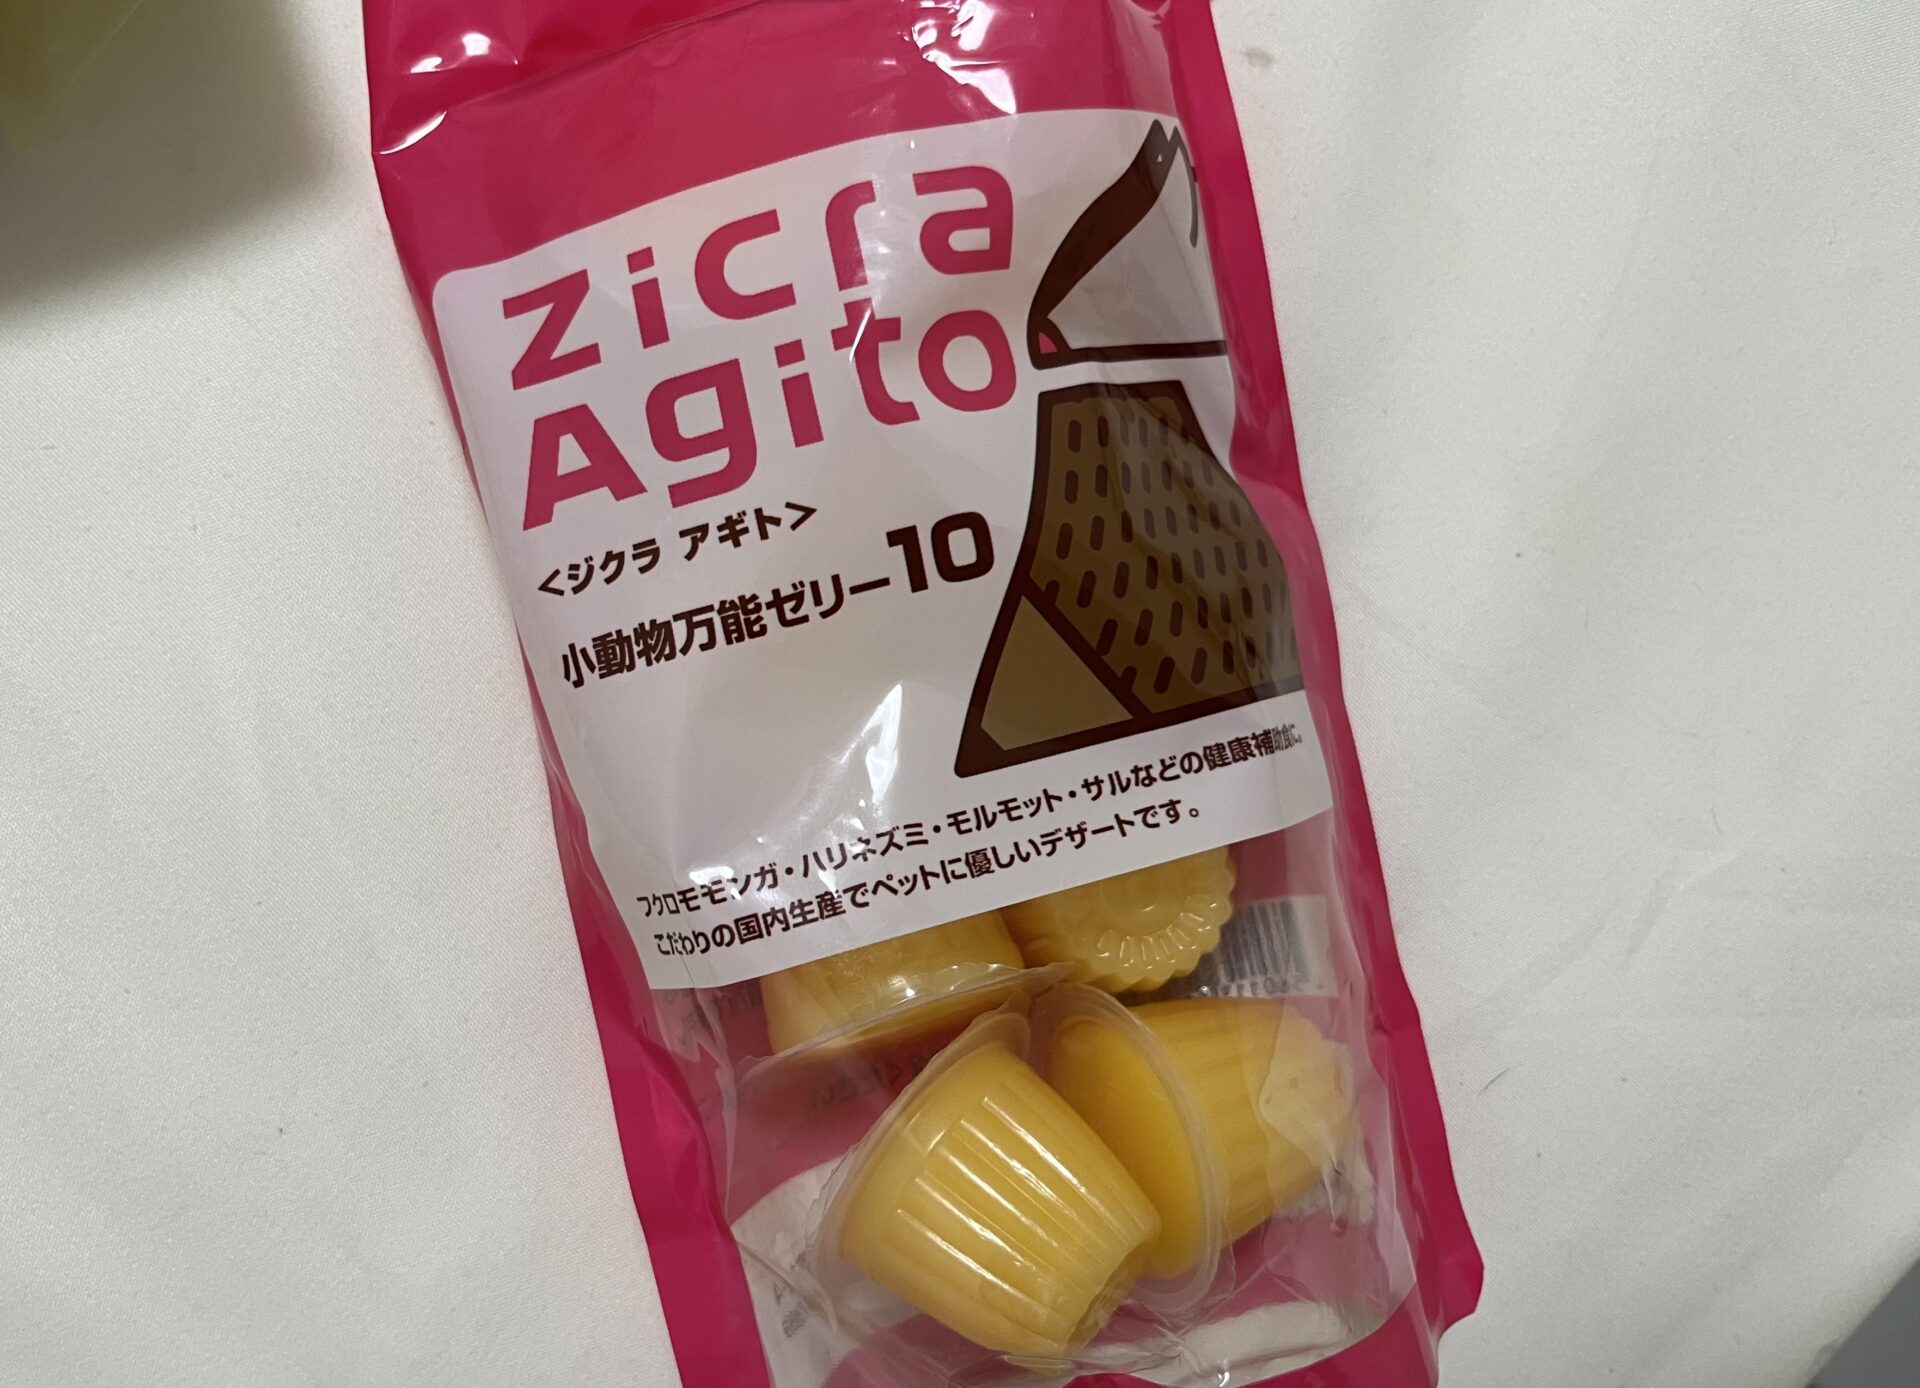 zicra
Agito
<ジクラ アギト>
小動物万能ゼリー10
フクロモモンガ・ハリネズミ・モルモット・サルなどの健康補助食に。
こだわりの国内生産でペットに優しいデザートです。